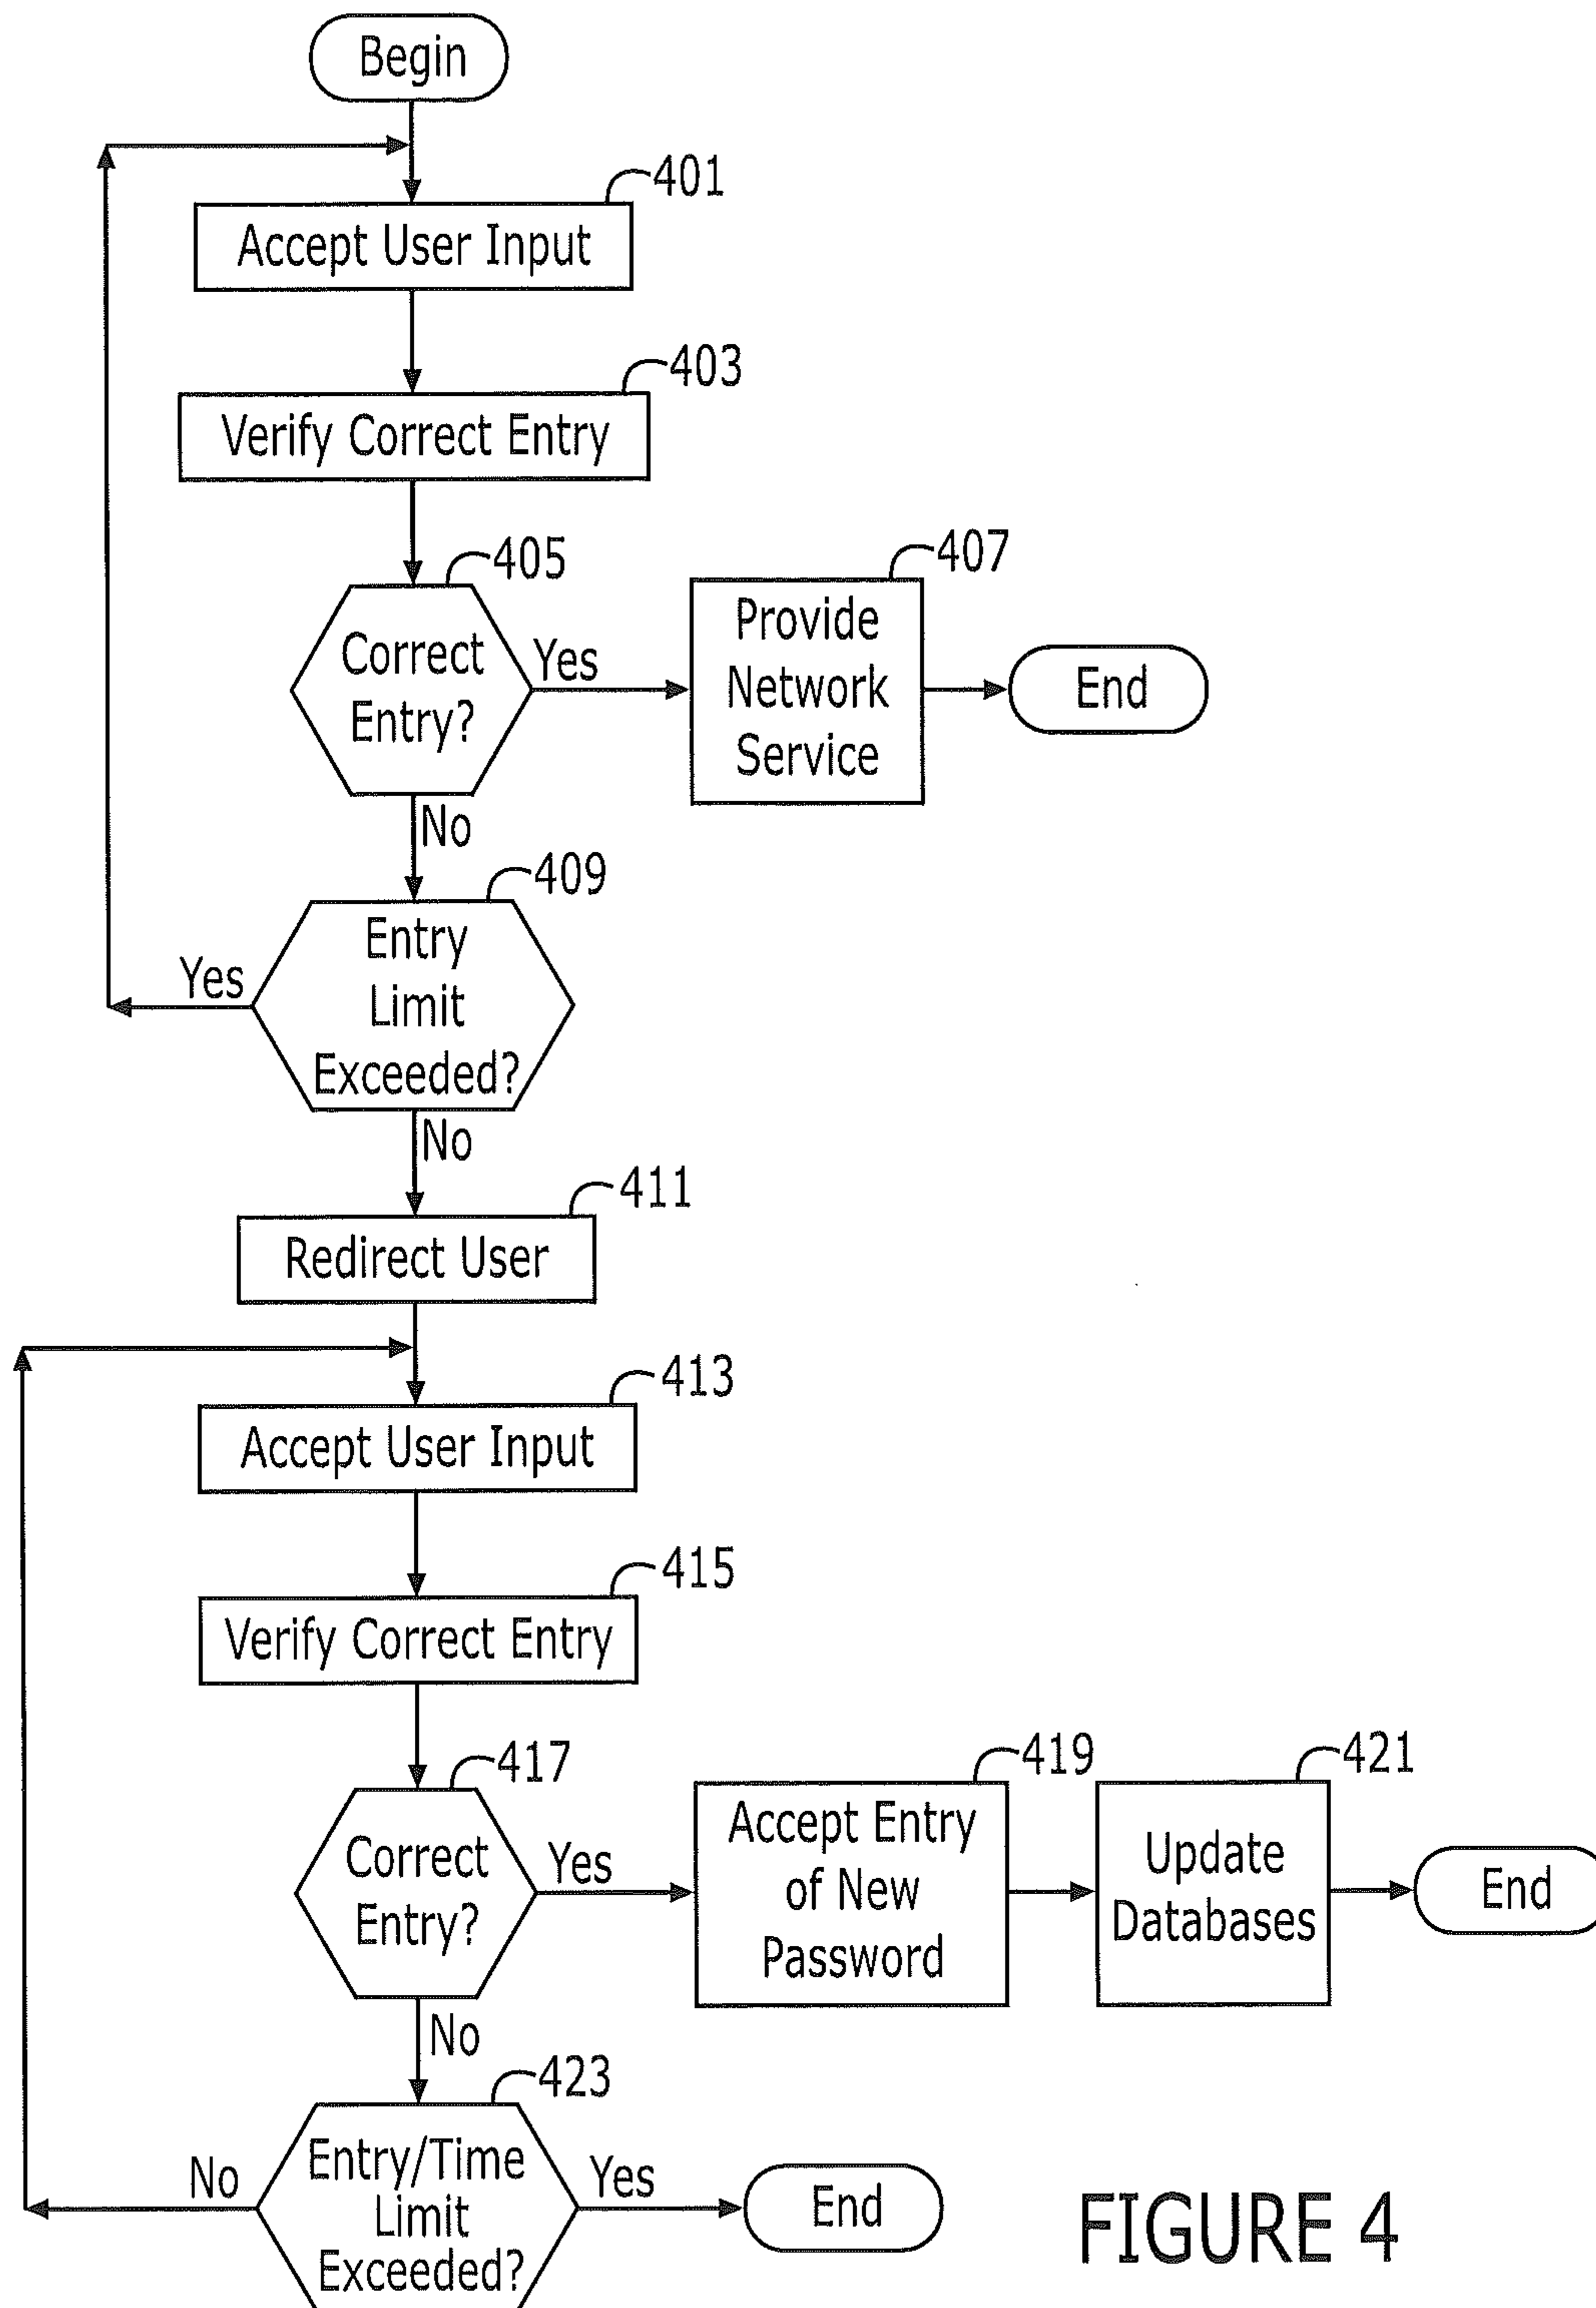 Begin
401
Accept User Input
403
Verify Correct Entry
405
Correct
Entry?
Yes
407
Provide
Network
Service
End
No
409
Entry
Limit
Exceeded?
Yes
No
411
Redirect User
413
Accept User Input
415
Verify Correct Entry
417
Correct
Entry?
Yes
419
Accept Entry
of New
Password
421
Update
Databases
End
No
423
Entry/Time
Limit
Exceeded?
No
Yes
End
FIGURE 4